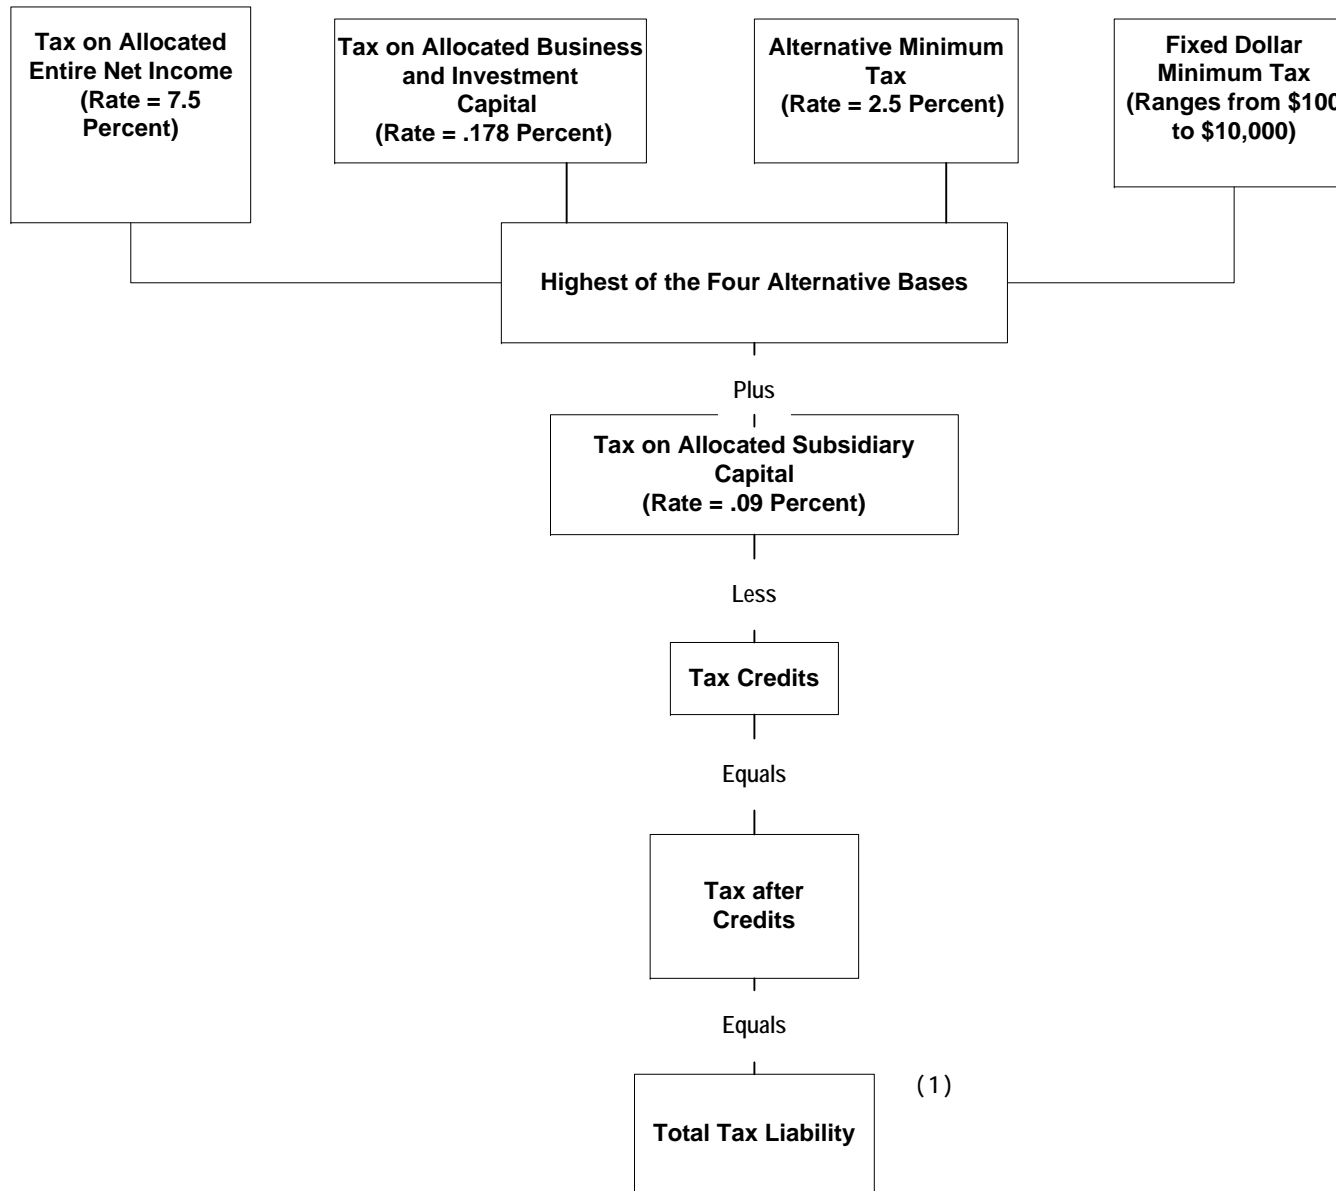 Tax on Allocated
Entire Net Income
(Rate = 7.5
Percent)
Tax on Allocated Business
and Investment
Capital
(Rate = .178 Percent)
Alternative Minimum
Tax
(Rate = 2.5 Percent)
Fixed Dollar
Minimum Tax
(Ranges from $100
to $10,000)
Highest of the Four Alternative Bases
Plus
Tax on Allocated Subsidiary
Capital
(Rate = .09 Percent)
Less
Tax Credits
Equals
Tax after
Credits
Equals
(1)
Total Tax Liability